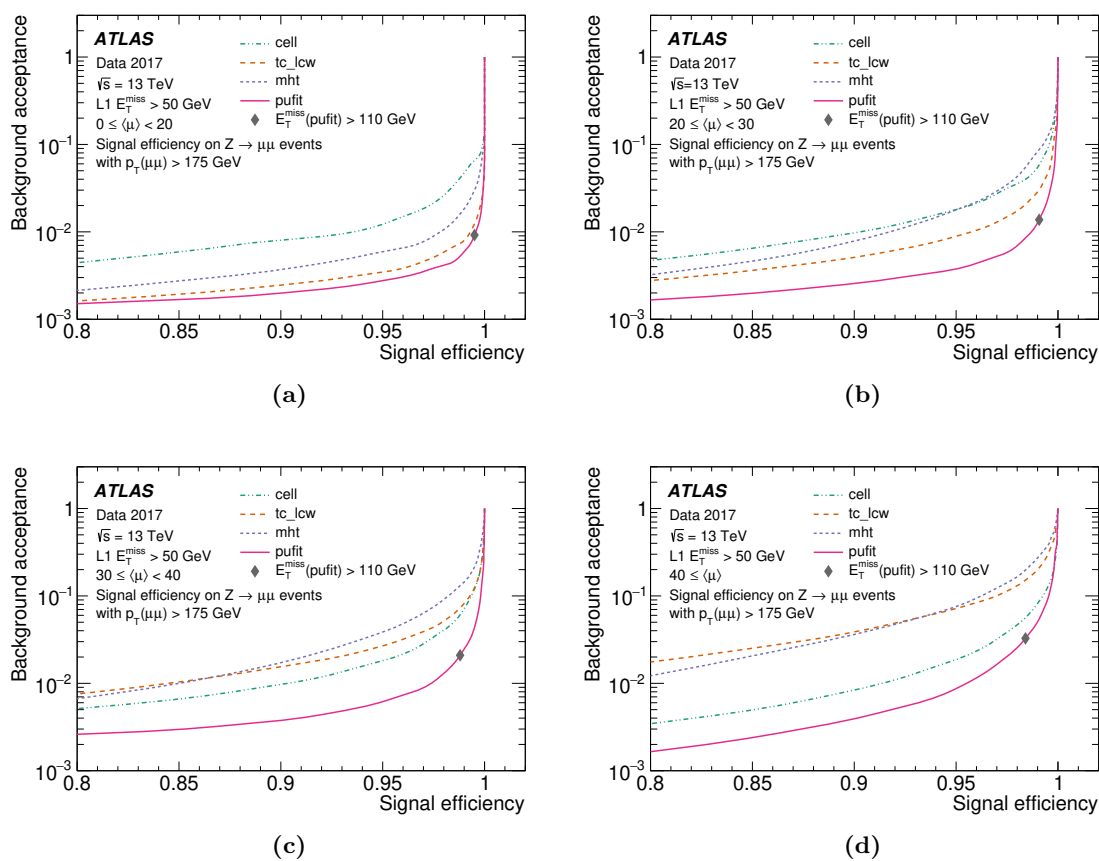 ATLAS
Data 2017
√s = 13 TeV
L1 E_T^miss > 50 GeV
0 ≤ ⟨μ⟩ < 20
Signal efficiency on Z → μμ events
with p_T(μμ) > 175 GeV
cell
tc_lcw
mht
pufit
E_T^miss(pufit) > 110 GeV
Background acceptance
1
10⁻¹
10⁻²
10⁻³
0.8 0.85 0.9 0.95 1
Signal efficiency
(a)
ATLAS
Data 2017
√s=13 TeV
L1 E_T^miss > 50 GeV
20 ≤ ⟨μ⟩ < 30
Signal efficiency on Z → μμ events
with p_T(μμ) > 175 GeV
cell
tc_lcw
mht
pufit
E_T^miss(pufit) > 110 GeV
Background acceptance
1
10⁻¹
10⁻²
10⁻³
0.8 0.85 0.9 0.95 1
Signal efficiency
(b)
ATLAS
Data 2017
√s = 13 TeV
L1 E_T^miss > 50 GeV
30 ≤ ⟨μ⟩ < 40
Signal efficiency on Z → μμ events
with p_T(μμ) > 175 GeV
cell
tc_lcw
mht
pufit
E_T^miss(pufit) > 110 GeV
Background acceptance
1
10⁻¹
10⁻²
10⁻³
0.8 0.85 0.9 0.95 1
Signal efficiency
(c)
ATLAS
Data 2017
√s = 13 TeV
L1 E_T^miss > 50 GeV
40 ≤ ⟨μ⟩
Signal efficiency on Z → μμ events
with p_T(μμ) > 175 GeV
cell
tc_lcw
mht
pufit
E_T^miss(pufit) > 110 GeV
Background acceptance
1
10⁻¹
10⁻²
10⁻³
0.8 0.85 0.9 0.95 1
Signal efficiency
(d)